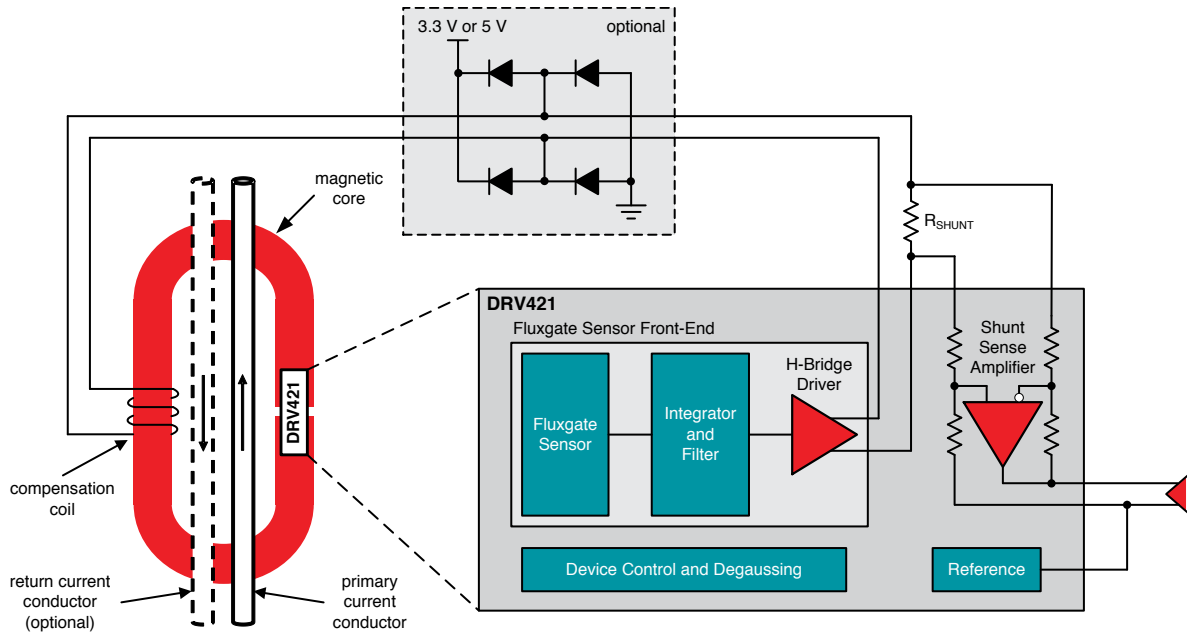 3.3 V or 5 V
optional
magnetic
core
R_SHUNT
DRV421
Fluxgate Sensor Front-End
Shunt
Sense
Amplifier
H-Bridge
Driver
Fluxgate
Sensor
Integrator
and
Filter
DRV421
compensation
coil
Device Control and Degaussing
Reference
return current
conductor
(optional)
primary
current
conductor